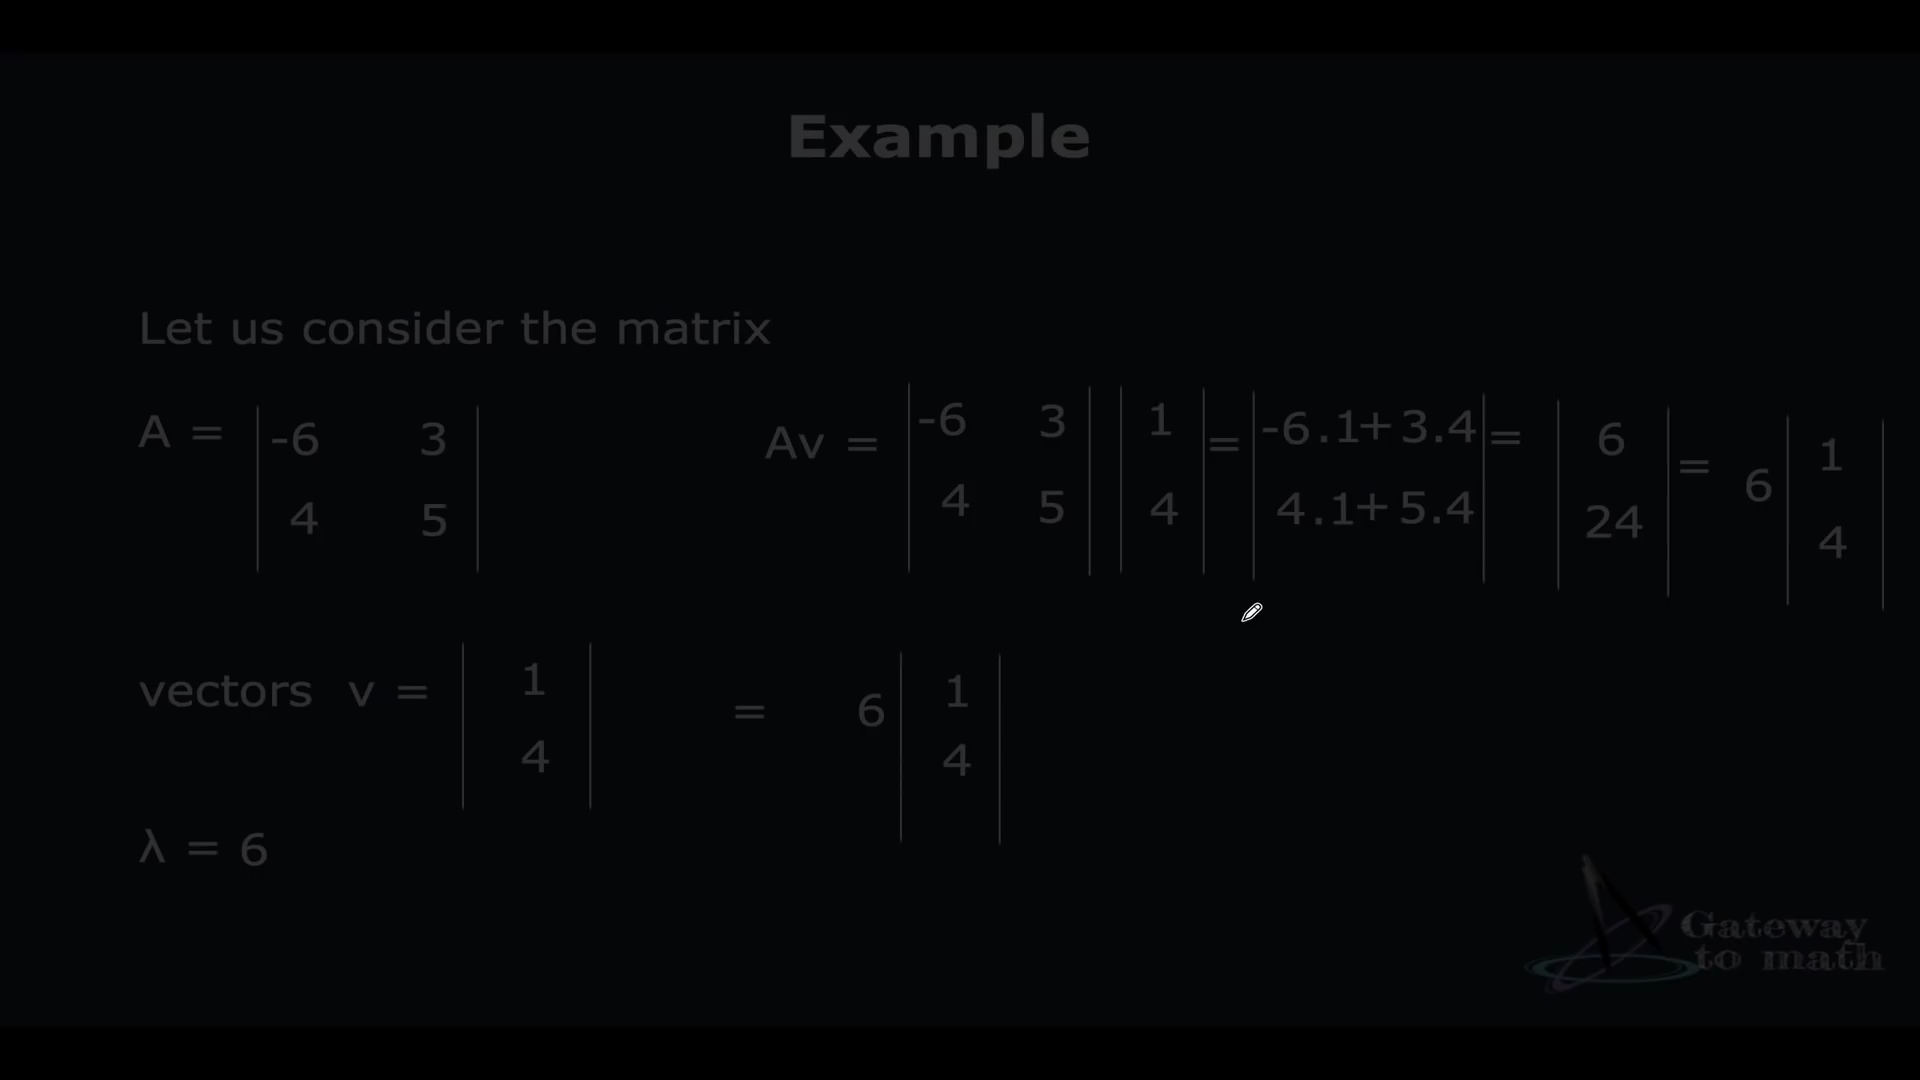 Example
Let us consider the matrix
A = | -6 3 | Av = | -6 3 | | 1 | = | -6.1+ 3.4 | = | 6 | = 6 | 1 |
| 4 5 | | 4 5 | | 4 | | 4.1+ 5.4 | | 24 | | 4 |
vectors v = | 1 | = 6 | 1 |
| 4 | | 4 |
λ = 6
Gateway
to math